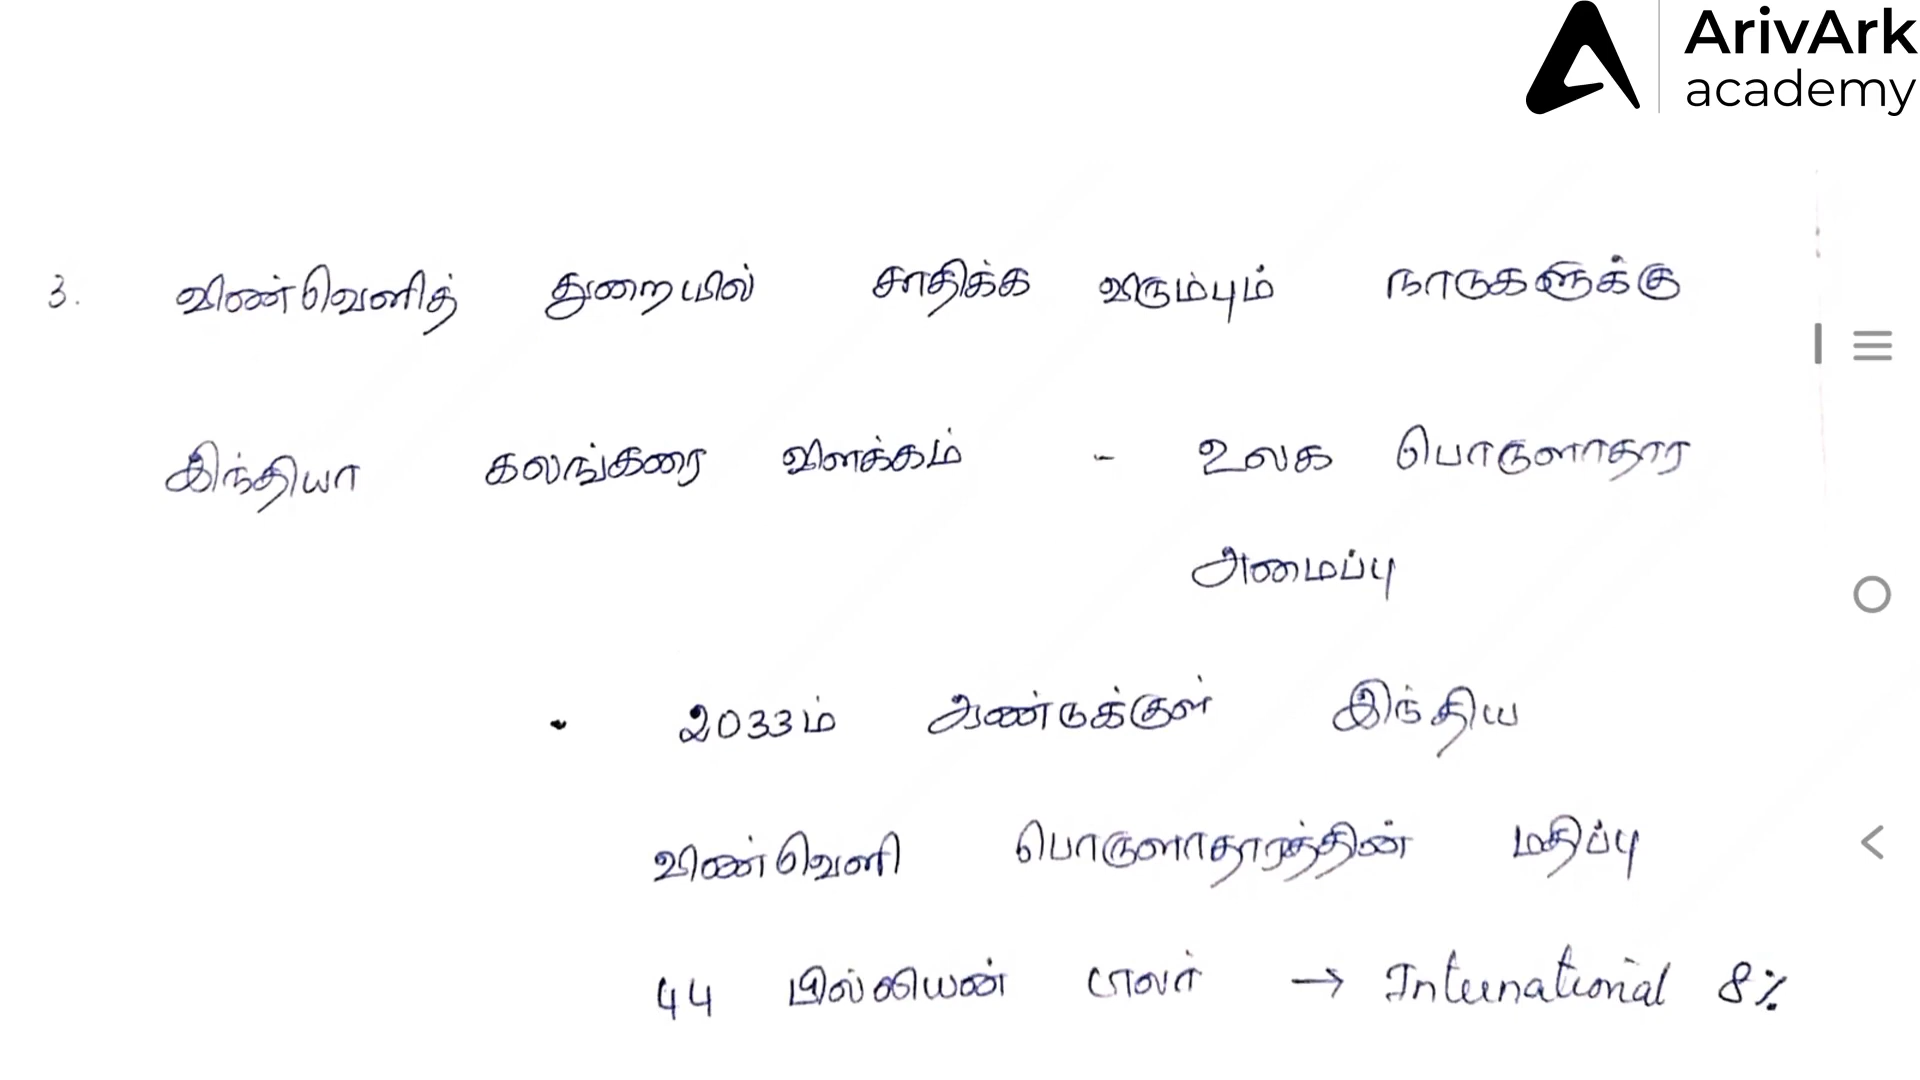 ArivArk
academy
3. விண்வெளித் துறையில் சாதிக்க விரும்பும் நாடுகளுக்கு
இந்தியா கலங்கரை விளக்கம் - உலக பொருளாதார
அமைப்பு
• 2033ம் ஆண்டுக்குள் இந்திய
விண்வெளி பொருளாதாரத்தின் மதிப்பு
44 பில்லியன் டாலர் → International 8%